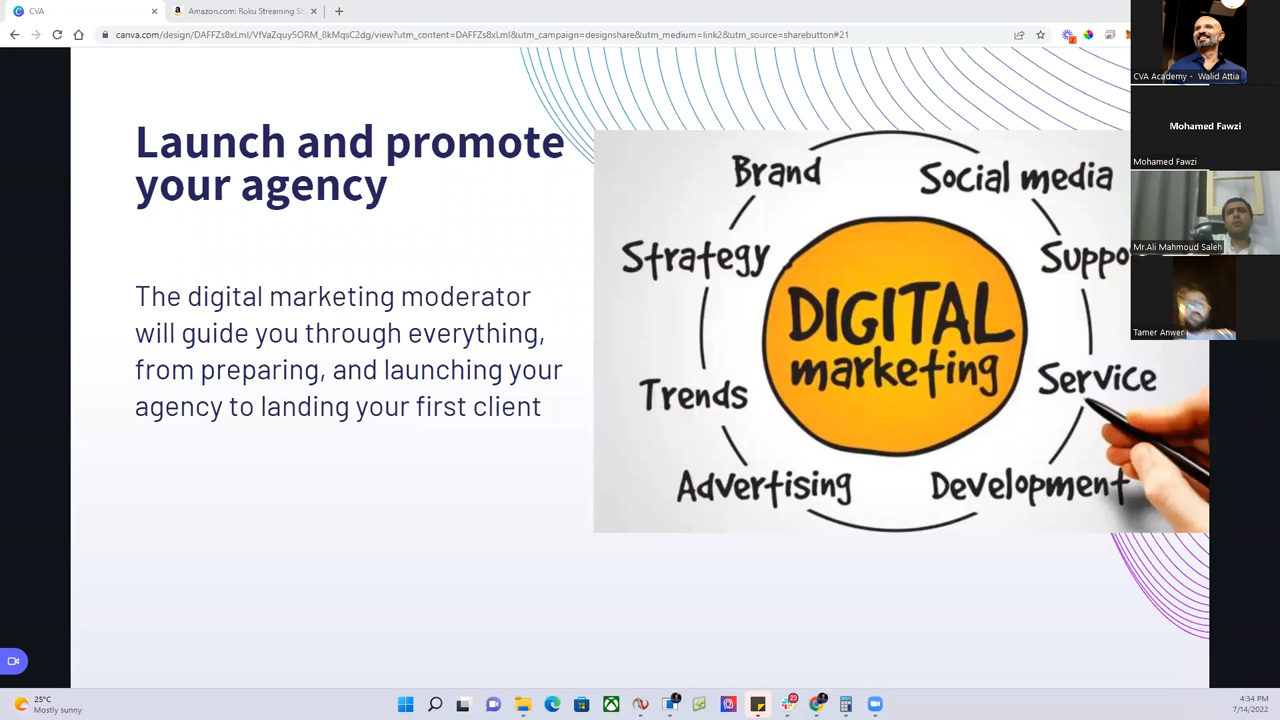 CVA
Amazon.com: Roku Streaming St
canva.com/design/DAFFZs8xLmI/VfVaZquy5ORM_8kMqsC2dg/view?utm_content=DAFFZs8xLmI&utm_campaign=designshare&utm_medium=link2&utm_source=sharebutton#21
Launch and promote
your agency
The digital marketing moderator
will guide you through everything,
from preparing, and launching your
agency to landing your first client
Brand
Social media
Strategy
Suppo
DIGITAL
marketing
Trends
Service
Advertising
Development
CVA Academy - Walid Attia
Mohamed Fawzi
Mohamed Fawzi
Mr.Ali Mahmoud Saleh
Tamer Anwer
25°C
Mostly sunny
23
4:34 PM
7/14/2022